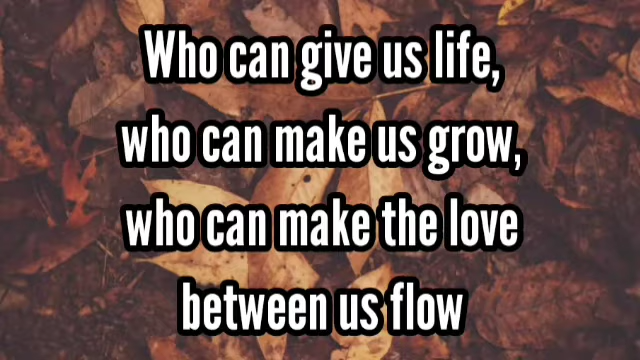 Who can give us life,
who can make us grow,
who can make the love
between us flow